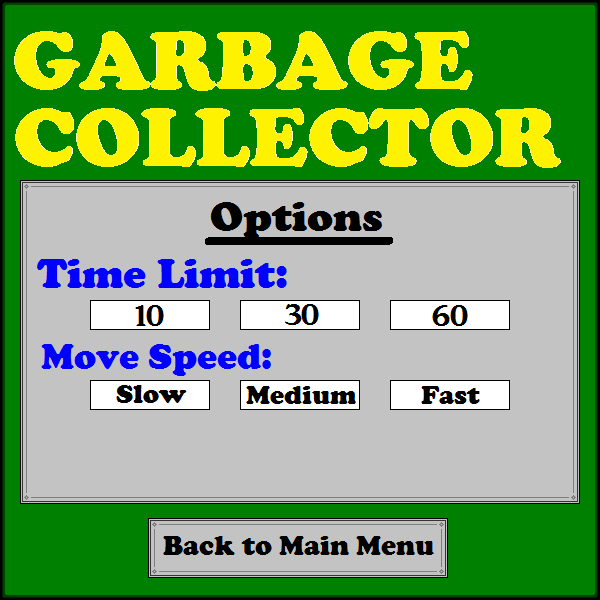 GARBAGE
COLLECTOR
Options
Time Limit:
10 30 60
Move Speed:
Slow Medium Fast
Back to Main Menu